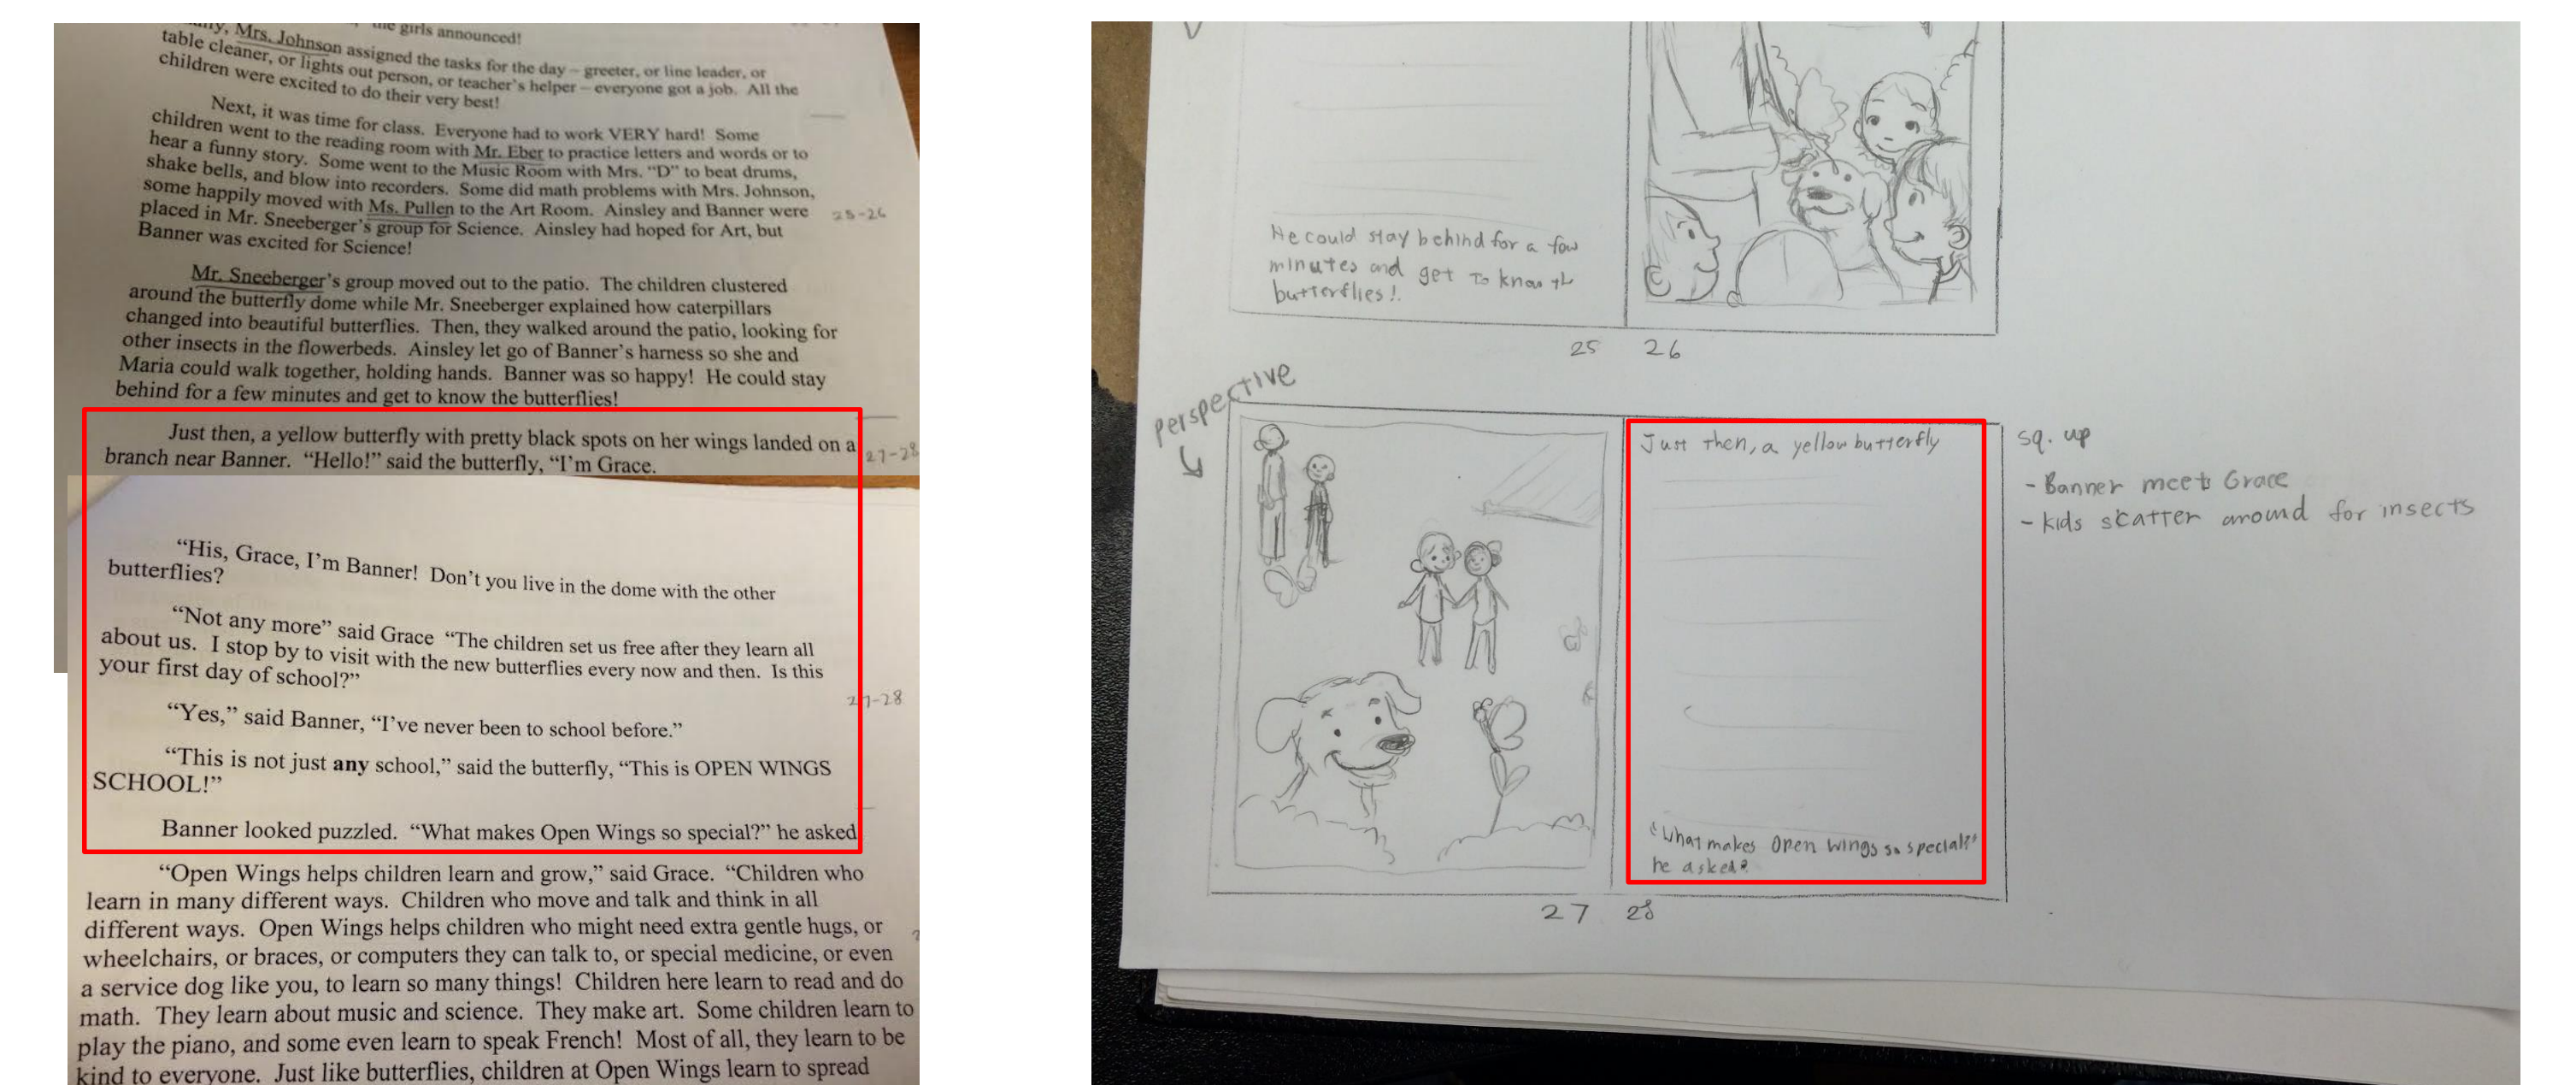 the girls announced!
Mrs. Johnson assigned the tasks for the day – greeter, or line leader, or
table cleaner, or lights out person, or teacher's helper – everyone got a job. All the
children were excited to do their very best!
Next, it was time for class. Everyone had to work VERY hard! Some
children went to the reading room with Mr. Eber to practice letters and words or to
hear a funny story. Some went to the Music Room with Mrs. "D" to beat drums,
shake bells, and blow into recorders. Some did math problems with Mrs. Johnson,
some happily moved with Ms. Pullen to the Art Room. Ainsley and Banner were
placed in Mr. Sneeberger's group for Science. Ainsley had hoped for Art, but
Banner was excited for Science!
25-26
Mr. Sneeberger's group moved out to the patio. The children clustered
around the butterfly dome while Mr. Sneeberger explained how caterpillars
changed into beautiful butterflies. Then, they walked around the patio, looking for
other insects in the flowerbeds. Ainsley let go of Banner's harness so she and
Maria could walk together, holding hands. Banner was so happy! He could stay
behind for a few minutes and get to know the butterflies!
Just then, a yellow butterfly with pretty black spots on her wings landed on a
branch near Banner. "Hello!" said the butterfly, "I'm Grace.
27-28
"His, Grace, I'm Banner! Don't you live in the dome with the other
butterflies?
"Not any more" said Grace "The children set us free after they learn all
about us. I stop by to visit with the new butterflies every now and then. Is this
your first day of school?"
27-28
"Yes," said Banner, "I've never been to school before."
"This is not just any school," said the butterfly, "This is OPEN WINGS
SCHOOL!"
Banner looked puzzled. "What makes Open Wings so special?" he asked
"Open Wings helps children learn and grow," said Grace. "Children who
learn in many different ways. Children who move and talk and think in all
different ways. Open Wings helps children who might need extra gentle hugs, or
wheelchairs, or braces, or computers they can talk to, or special medicine, or even
a service dog like you, to learn so many things! Children here learn to read and do
math. They learn about music and science. They make art. Some children learn to
play the piano, and some even learn to speak French! Most of all, they learn to be
kind to everyone. Just like butterflies, children at Open Wings learn to spread
He could stay behind for a few
minutes and get to know the
butterflies!
25 26
perspective
Just then, a yellow butterfly
"What makes Open Wings so special?"
he asked.
27 28
sq. up
- Banner meets Grace
- kids scatter around for insects